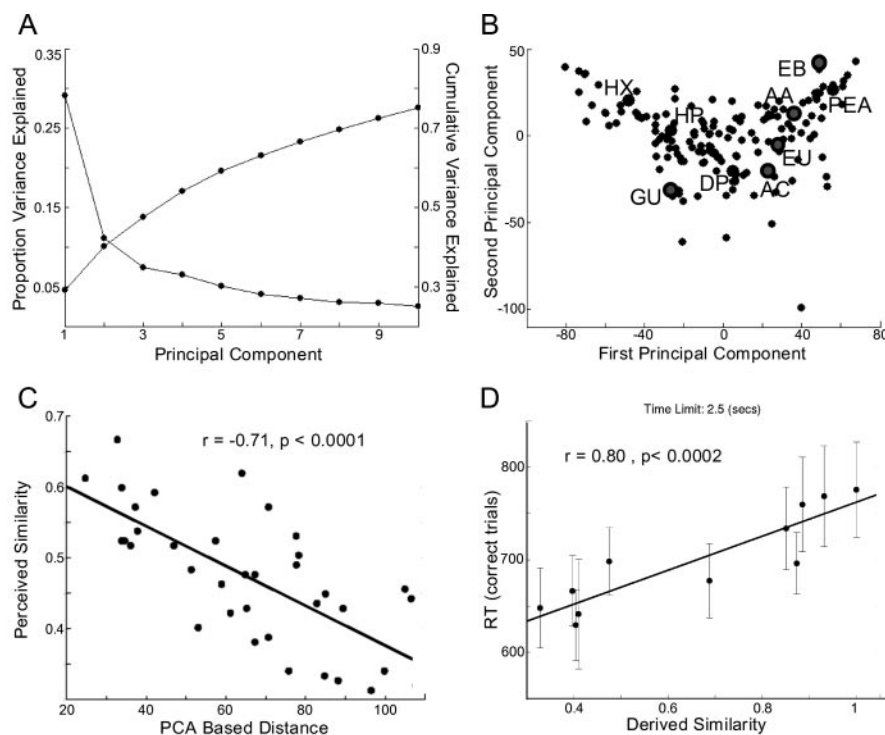 A
0.35
0.25
0.15
0.05
Proportion Variance Explained
0.9
0.7
0.5
0.3
Cumulative Variance Explained
1 3 5 7 9
Principal Component
B
50
0
-50
-100
Second Principal Component
EB
HX
AA
PEA
HP
EU
DP
AC
GU
-80 -40 0 40 80
First Principal Component
C
0.7
0.6
0.5
0.4
Perceived Similarity
r = -0.71, p < 0.0001
20 40 60 80 100
PCA Based Distance
D
Time Limit: 2.5 (secs)
r = 0.80 , p< 0.0002
800
700
600
RT (correct trials)
0.4 0.6 0.8 1
Derived Similarity